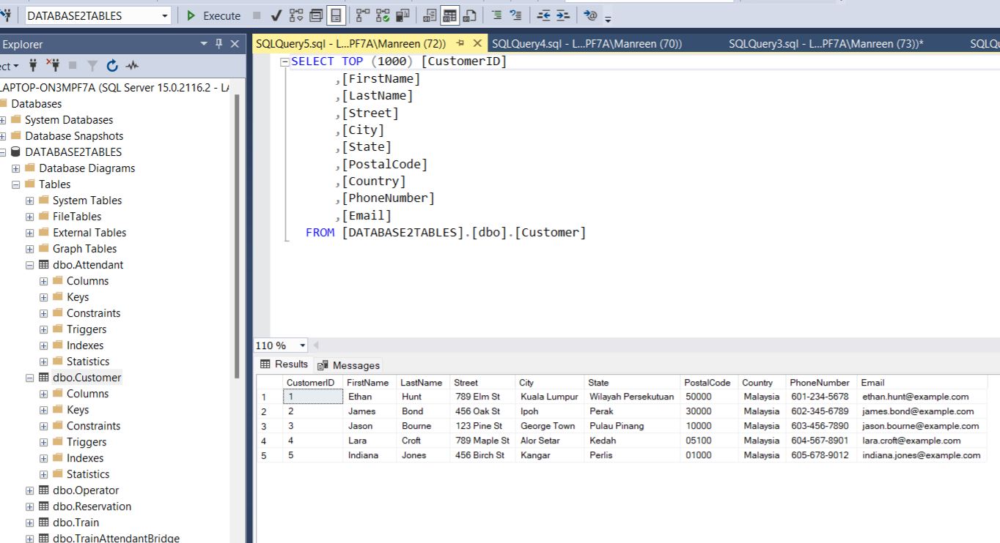 DATABASE2TABLES
Execute
Explorer
SQLQuery5.sql - L...PF7A\Manreen (72))
SQLQuery4.sql - L...PF7A\Manreen (70))
SQLQuery3.sql - L...PF7A\Manreen (73))*
LAPTOP-ON3MPF7A (SQL Server 15.0.2116.2 - LA
Databases
System Databases
Database Snapshots
DATABASE2TABLES
Database Diagrams
Tables
System Tables
FileTables
External Tables
Graph Tables
dbo.Attendant
Columns
Keys
Constraints
Triggers
Indexes
Statistics
dbo.Customer
Columns
Keys
Constraints
Triggers
Indexes
Statistics
dbo.Operator
dbo.Reservation
dbo.Train
dbo.TrainAttendantBridge
SELECT TOP (1000) [CustomerID]
,[FirstName]
,[LastName]
,[Street]
,[City]
,[State]
,[PostalCode]
,[Country]
,[PhoneNumber]
,[Email]
FROM [DATABASE2TABLES].[dbo].[Customer]
110 %
Results Messages
CustomerID FirstName LastName Street City State PostalCode Country PhoneNumber Email
1 1 Ethan Hunt 789 Elm St Kuala Lumpur Wilayah Persekutuan 50000 Malaysia 601-234-5678 ethan.hunt@example.com
2 2 James Bond 456 Oak St Ipoh Perak 30000 Malaysia 602-345-6789 james.bond@example.com
3 3 Jason Bourne 123 Pine St George Town Pulau Pinang 10000 Malaysia 603-456-7890 jason.bourne@example.com
4 4 Lara Croft 789 Maple St Alor Setar Kedah 05100 Malaysia 604-567-8901 lara.croft@example.com
5 5 Indiana Jones 456 Birch St Kangar Perlis 01000 Malaysia 605-678-9012 indiana.jones@example.com